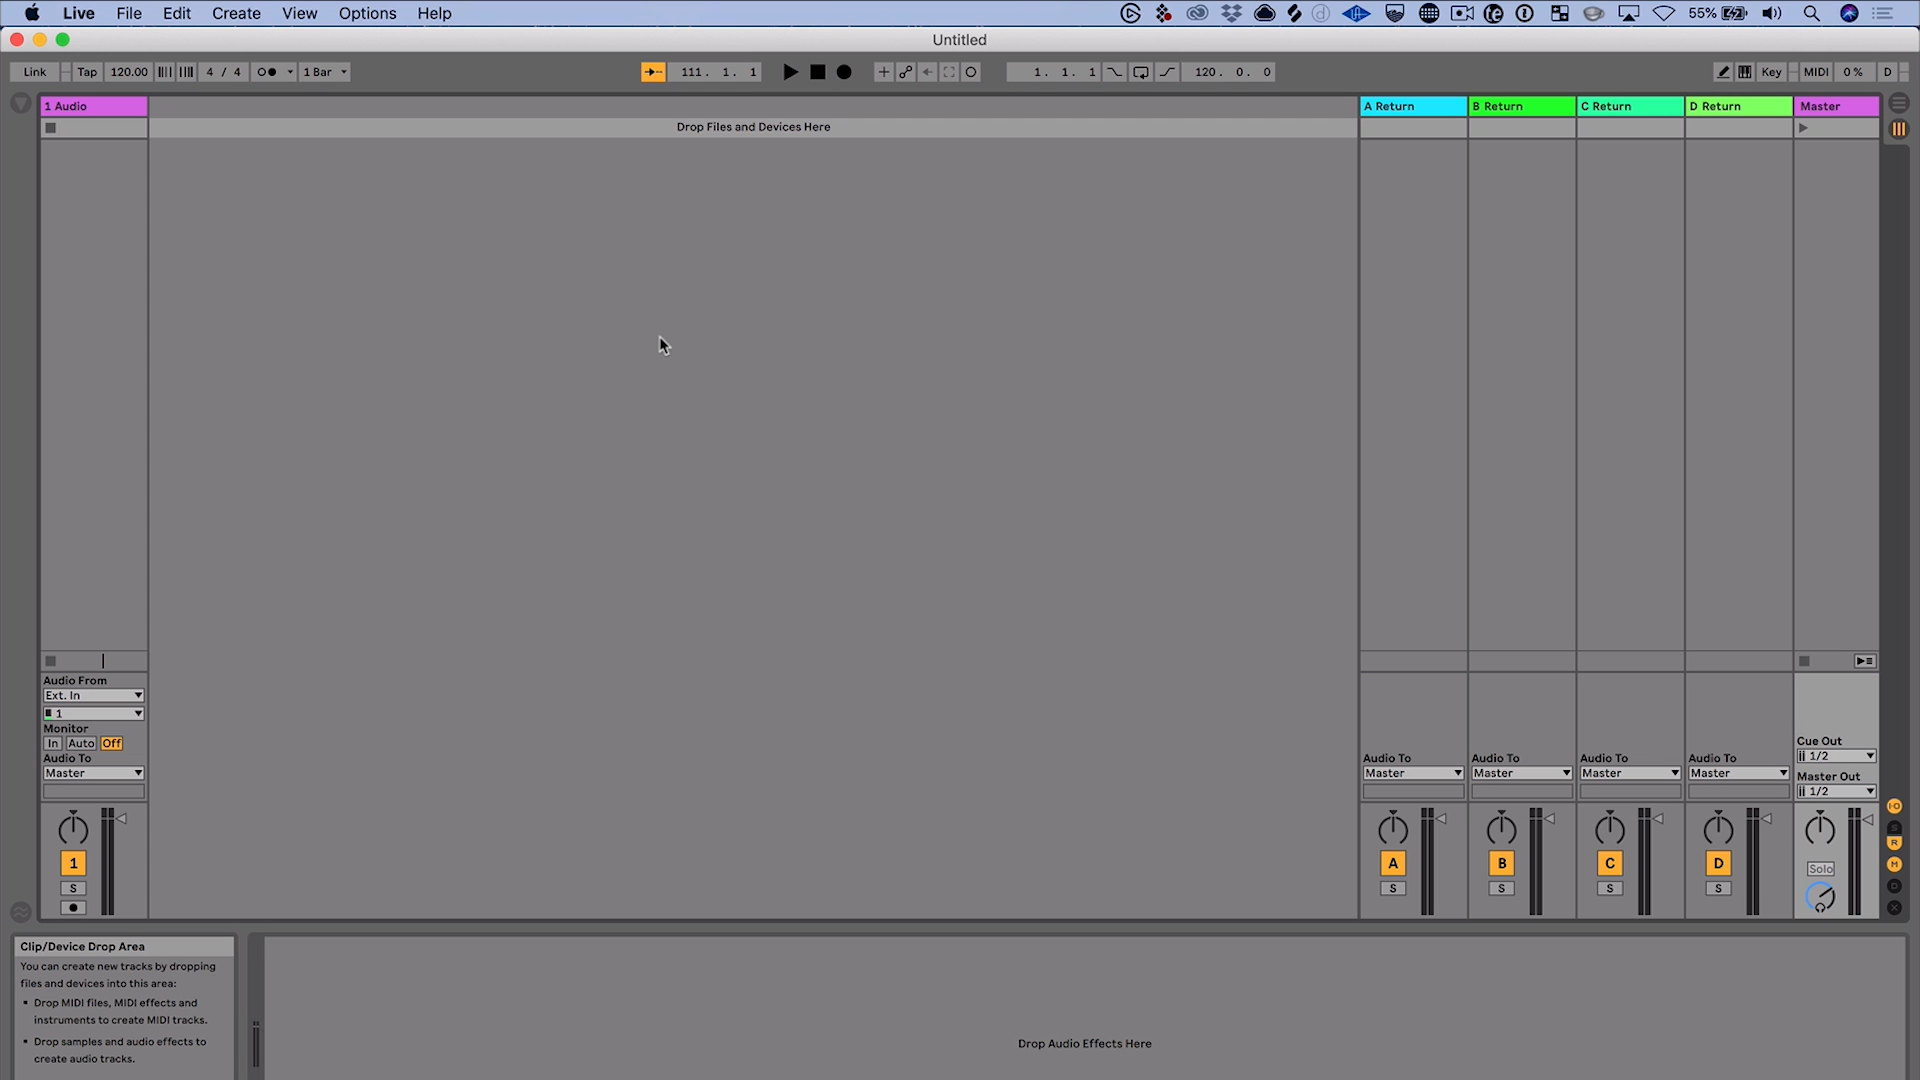 Live File Edit Create View Options Help 55%
Untitled
Link Tap 120.00 4 / 4 1 Bar 111. 1. 1 1. 1. 1 120. 0. 0 Key MIDI 0 % D
1 Audio A Return B Return C Return D Return Master
Drop Files and Devices Here
Audio From
Ext. In
1
Monitor
In Auto Off
Audio To
Master
1
S
Audio To
Master
A
S
Audio To
Master
B
S
Audio To
Master
C
S
Audio To
Master
D
S
Cue Out
1/2
Master Out
1/2
Solo
I·O
S
R
M
D
X
Clip/Device Drop Area
You can create new tracks by dropping
files and devices into this area:
▪ Drop MIDI files, MIDI effects and
instruments to create MIDI tracks.
▪ Drop samples and audio effects to
create audio tracks.
Drop Audio Effects Here